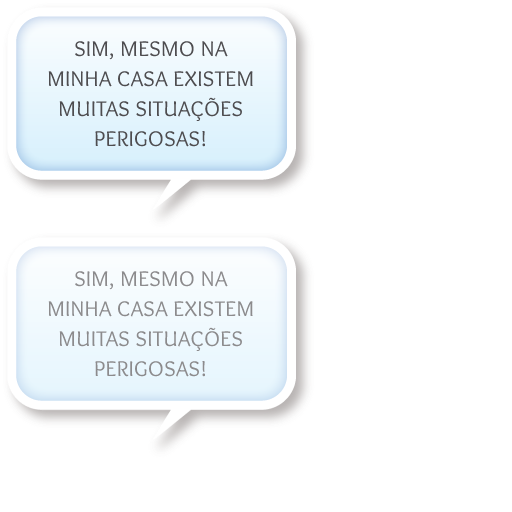 SIM, MESMO NA
MINHA CASA EXISTEM
MUITAS SITUAÇÕES
PERIGOSAS!
SIM, MESMO NA
MINHA CASA EXISTEM
MUITAS SITUAÇÕES
PERIGOSAS!